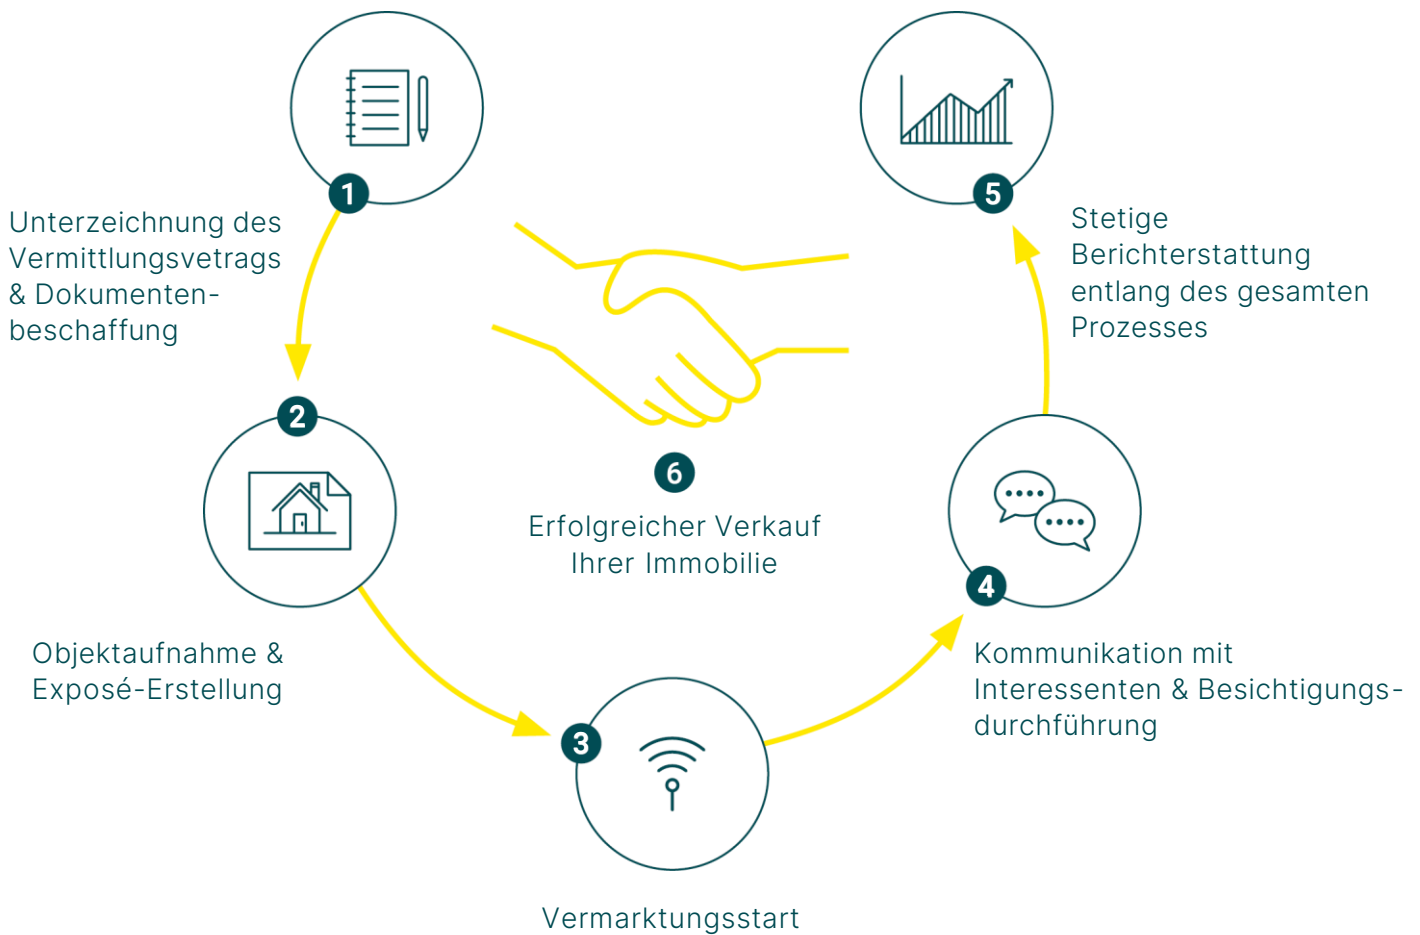 1
Unterzeichnung des
Vermittlungsvetrags
& Dokumenten-
beschaffung
2
Objektaufnahme &
Exposé-Erstellung
3
Vermarktungsstart
4
Kommunikation mit
Interessenten & Besichtigungs-
durchführung
5
Stetige
Berichterstattung
entlang des gesamten
Prozesses
6
Erfolgreicher Verkauf
Ihrer Immobilie